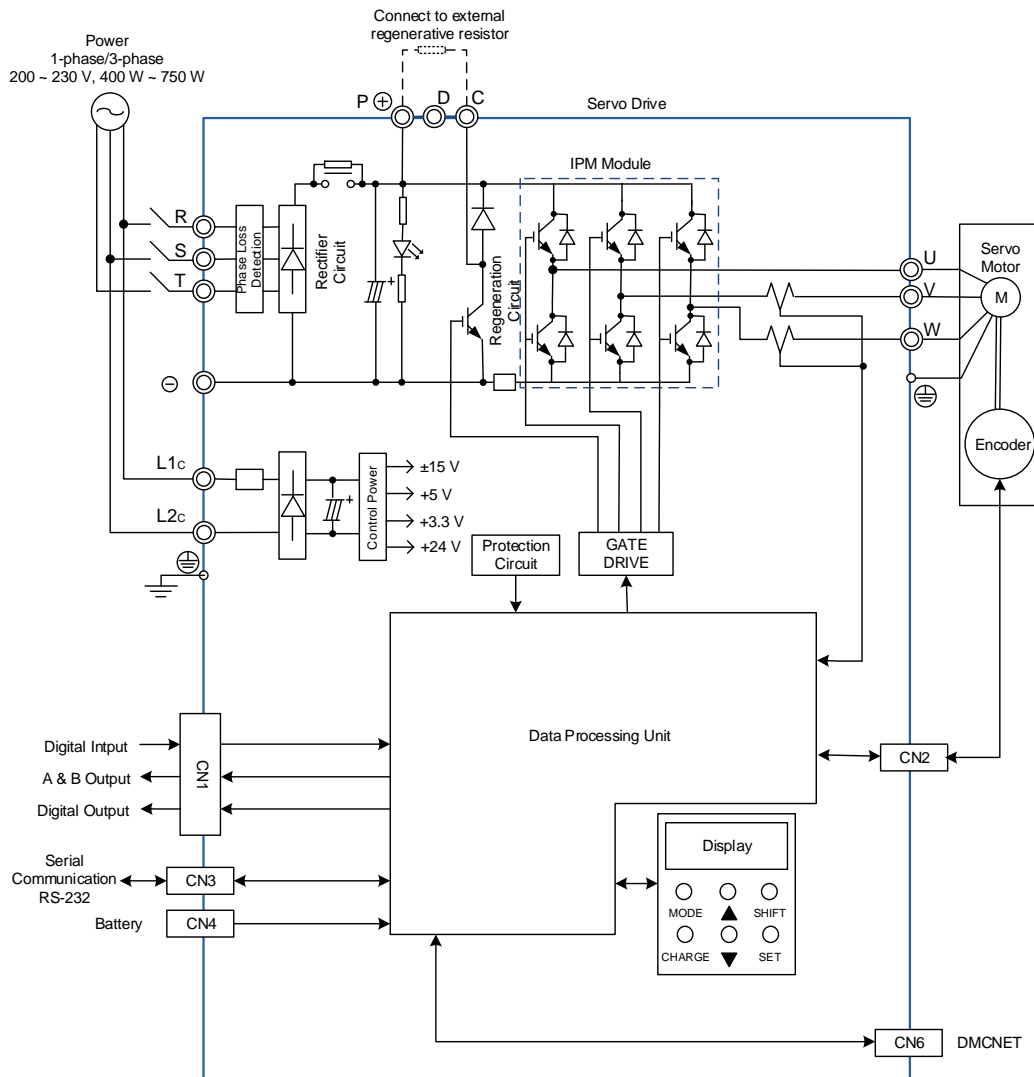 Connect to external
regenerative resistor
Power
1-phase/3-phase
200 ~ 230 V, 400 W ~ 750 W
P
D
C
Servo Drive
IPM Module
R
S
T
Phase Loss
Detection
Rectifier
Circuit
+
Regeneration
Circuit
U
V
W
Servo
Motor
M
Encoder
L1c
L2c
+
Control Power
±15 V
+5 V
+3.3 V
+24 V
Protection
Circuit
GATE
DRIVE
Data Processing Unit
Digital Intput
A & B Output
Digital Output
CN1
CN2
Serial
Communication
RS-232
CN3
Battery
CN4
Display
MODE
SHIFT
CHARGE
SET
CN6
DMCNET